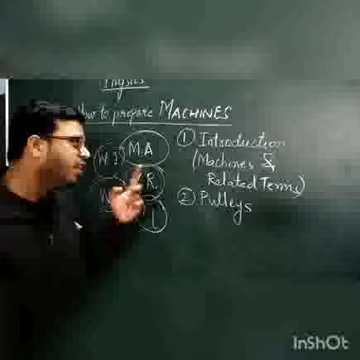 Physics
How to prepare MACHINES
W.I
M.A
① Introduction
(Machines &
Related Terms)
② Pulleys
W
R.
I
InShOt